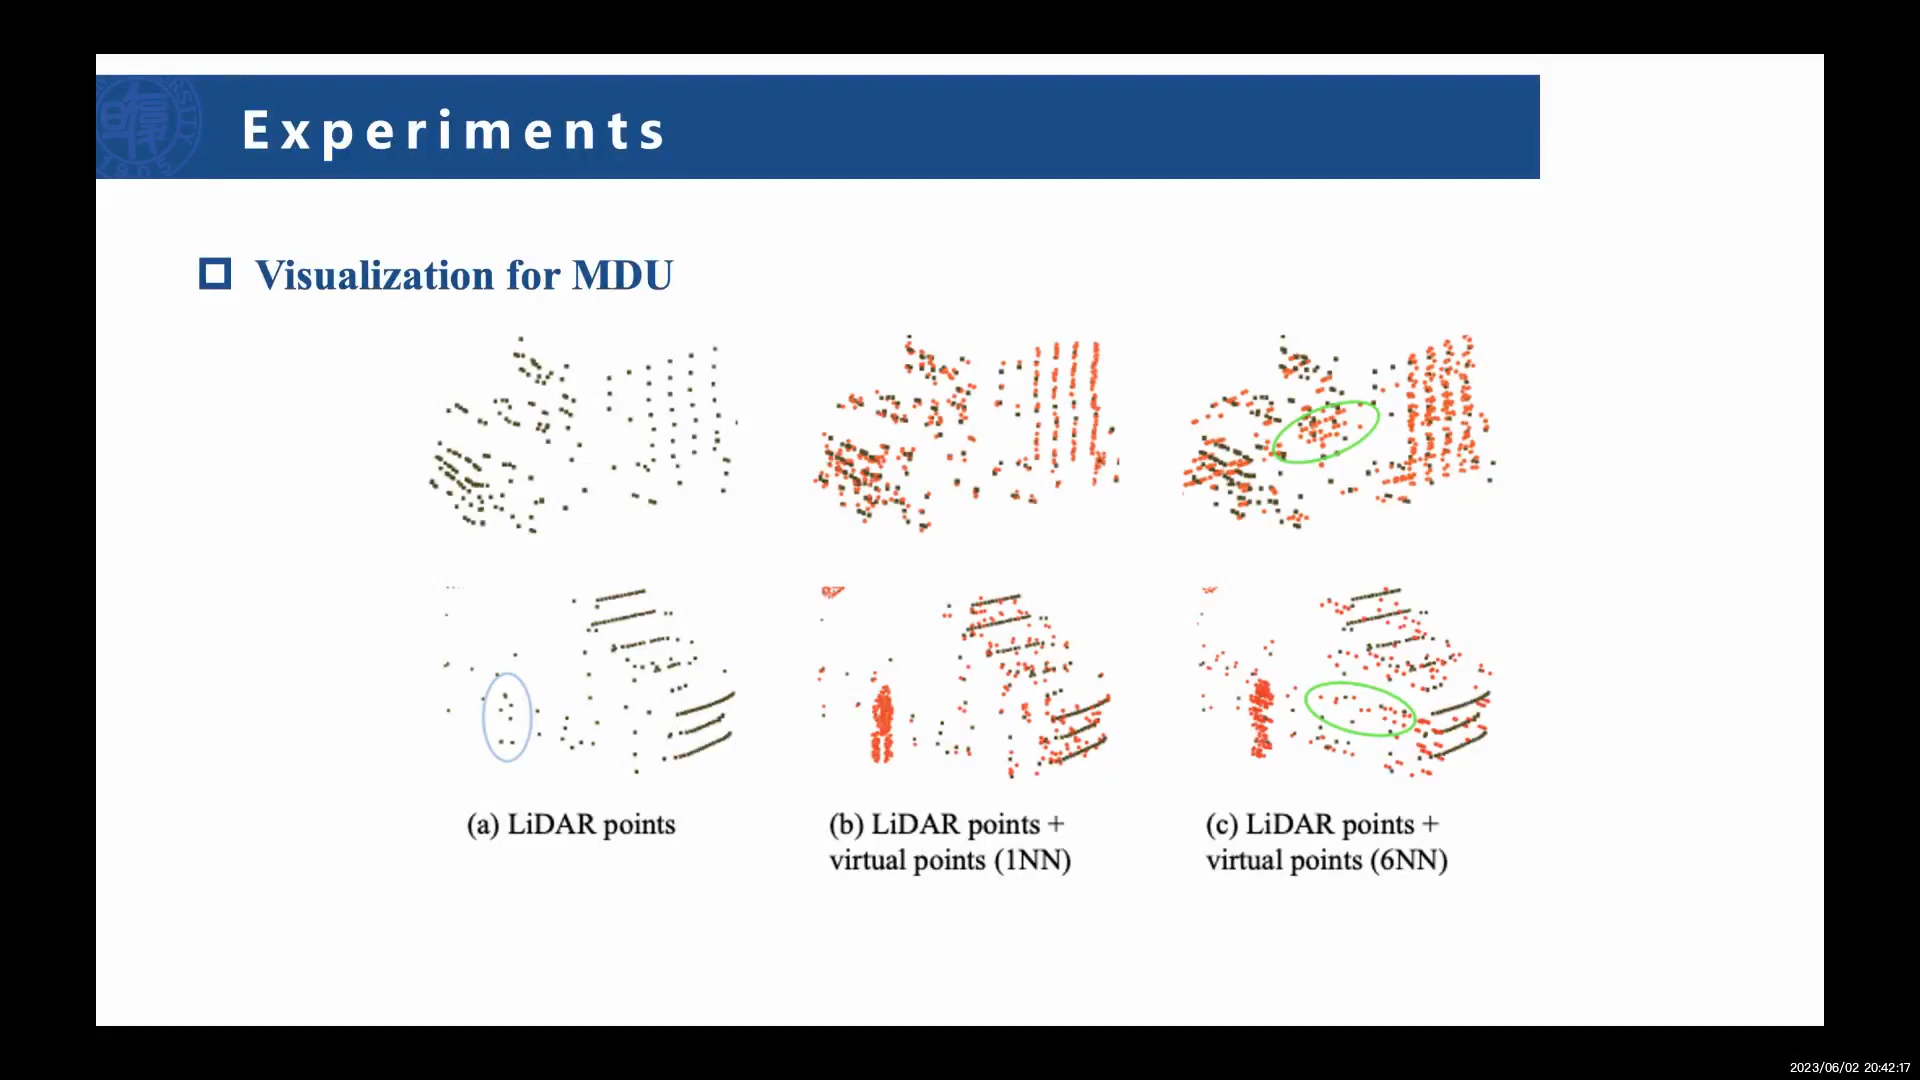 Experiments
Visualization for MDU
(a) LiDAR points
(b) LiDAR points +
virtual points (1NN)
(c) LiDAR points +
virtual points (6NN)
2023/06/02 20:42:17